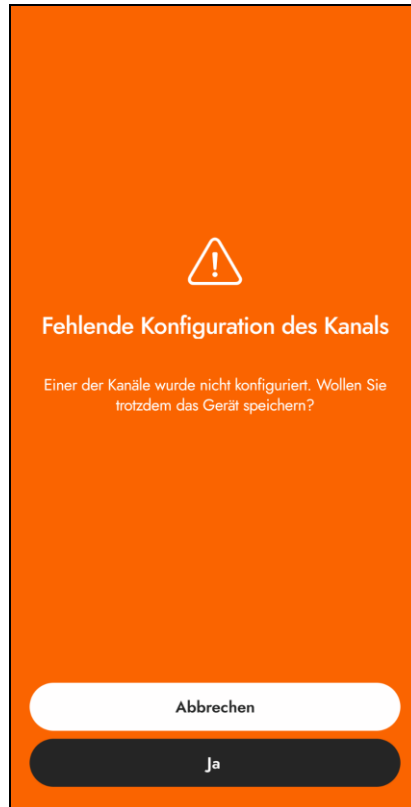 Fehlende Konfiguration des Kanals
Einer der Kanäle wurde nicht konfiguriert. Wollen Sie
trotzdem das Gerät speichern?
Abbrechen
Ja